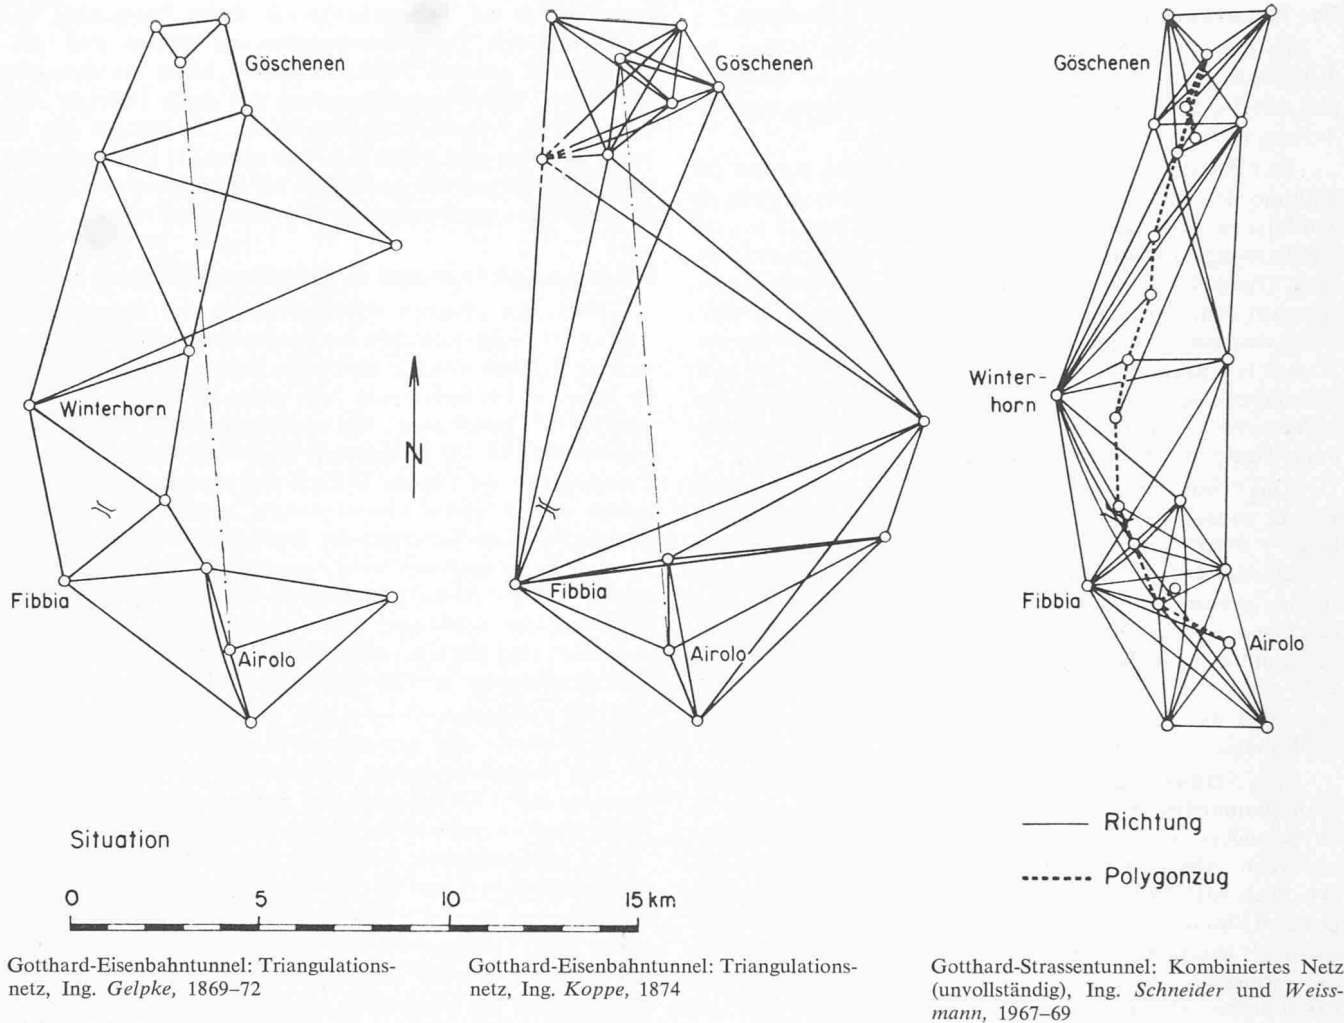 Göschenen
Göschenen
Göschenen
Winterhorn
Winter-
horn
N
Fibbia
Fibbia
Fibbia
Airolo
Airolo
Airolo
Situation
Richtung
Polygonzug
0 5 10 15 km
Gotthard-Eisenbahntunnel: Triangulations-
netz, Ing. Gelpke, 1869–72
Gotthard-Eisenbahntunnel: Triangulations-
netz, Ing. Koppe, 1874
Gotthard-Strassentunnel: Kombiniertes Netz
(unvollständig), Ing. Schneider und Weiss-
mann, 1967–69